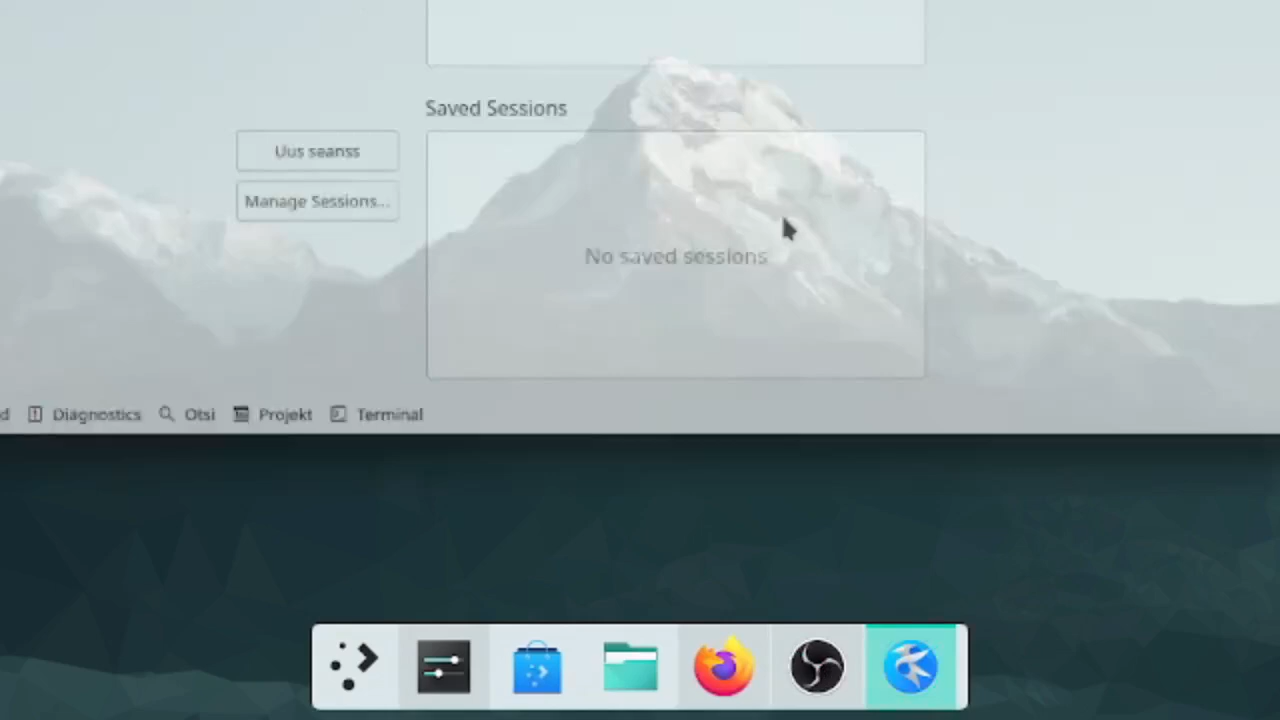 Saved Sessions
Uus seanss
Manage Sessions...
No saved sessions
d Diagnostics Otsi Projekt Terminal